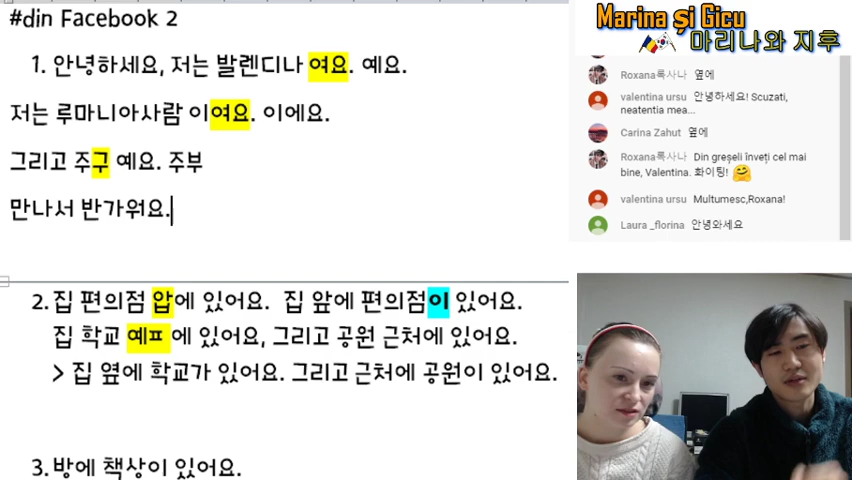 #din Facebook 2
1. 안녕하세요, 저는 발렌디나 여요. 예요.
저는 루마니아사람 이여요. 이에요.
그리고 주구 예요. 주부
만나서 반가워요.
2. 집 편의점 압에 있어요. 집 앞에 편의점이 있어요.
집 학교 예ㅍ에 있어요, 그리고 공원 근처에 있어요.
> 집 옆에 학교가 있어요. 그리고 근처에 공원이 있어요.
3. 방에 책상이 있어요.
Marina și Gicu
마리나와 지후
Roxana록사나 옆에
valentina ursu 안녕하세요! Scuzati,
neatentia mea...
Carina Zahut 옆에
Roxana록사나 Din greșeli înveți cel mai
bine, Valentina. 화이팅!
valentina ursu Multumesc,Roxana!
Laura _florina 안녕와세요